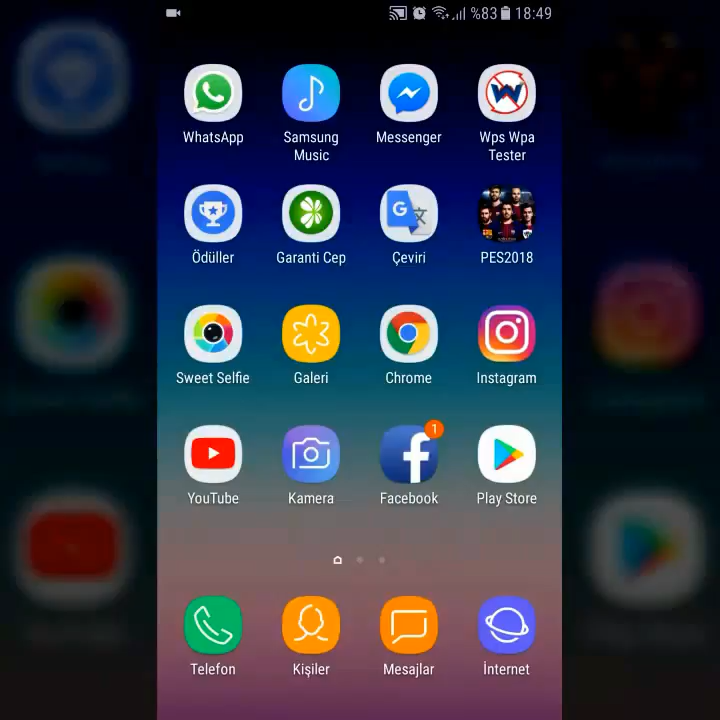 %83 18:49
WhatsApp
Samsung Music
Messenger
Wps Wpa Tester
Ödüller
Garanti Cep
Çeviri
PES2018
Sweet Selfie
Galeri
Chrome
Instagram
YouTube
Kamera
1
Facebook
Play Store
Telefon
Kişiler
Mesajlar
İnternet